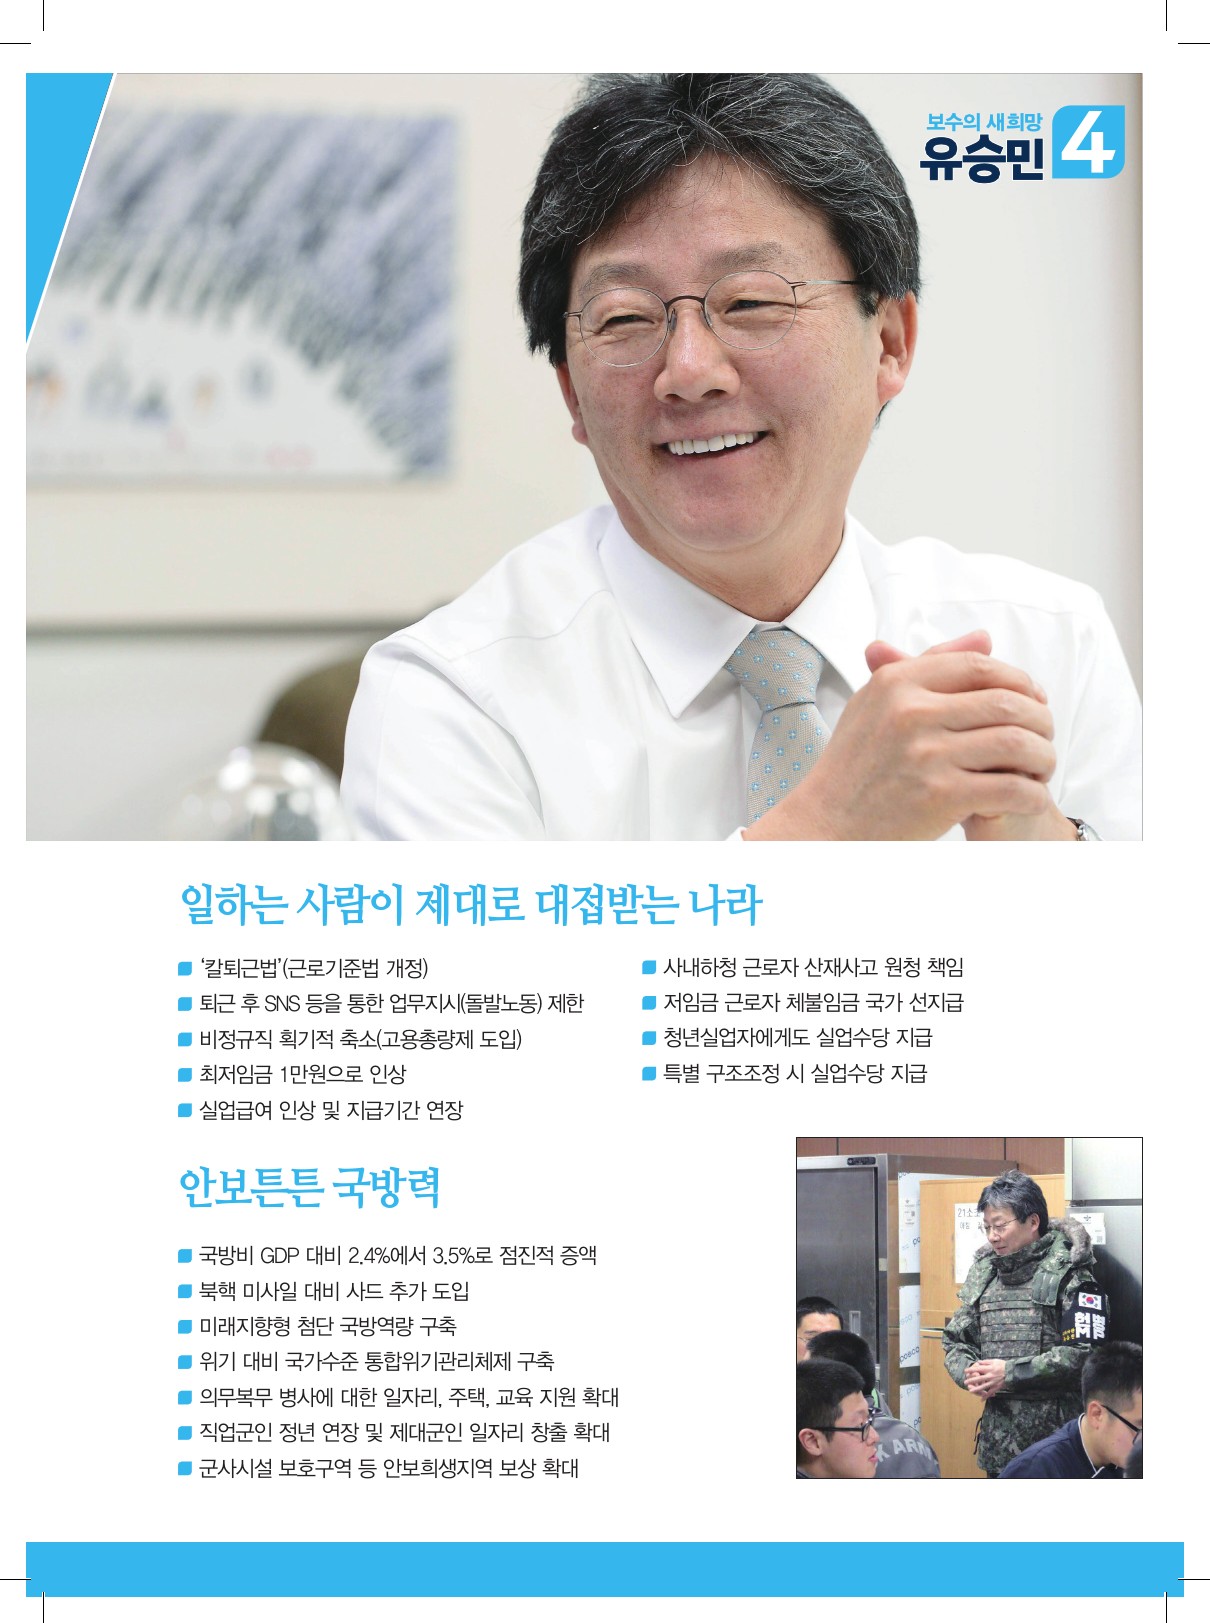 보수의 새희망
유승민 4
일하는 사람이 제대로 대접받는 나라
‘칼퇴근법’(근로기준법 개정)
퇴근 후 SNS 등을 통한 업무지시(돌발노동) 제한
비정규직 획기적 축소(고용총량제 도입)
최저임금 1만원으로 인상
실업급여 인상 및 지급기간 연장
사내하청 근로자 산재사고 원청 책임
저임금 근로자 체불임금 국가 선지급
청년실업자에게도 실업수당 지급
특별 구조조정 시 실업수당 지급
안보튼튼 국방력
국방비 GDP 대비 2.4%에서 3.5%로 점진적 증액
북핵 미사일 대비 사드 추가 도입
미래지향형 첨단 국방역량 구축
위기 대비 국가수준 통합위기관리체제 구축
의무복무 병사에 대한 일자리, 주택, 교육 지원 확대
직업군인 정년 연장 및 제대군인 일자리 창출 확대
군사시설 보호구역 등 안보희생지역 보상 확대
posco
K ARM